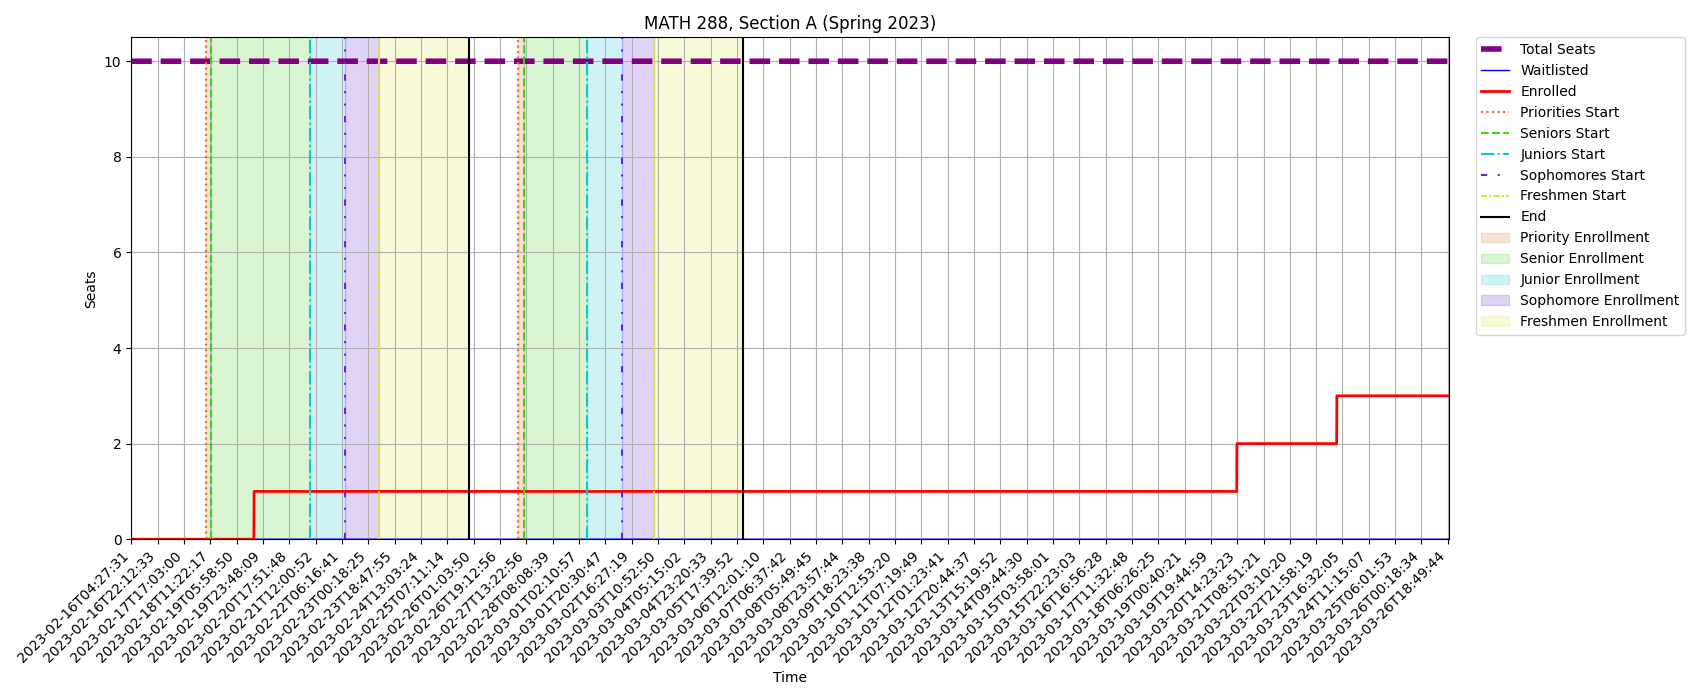 MATH 288, Section A (Spring 2023)
10
8
6
4
2
0
Seats
2023-02-16T04:27:31
2023-02-16T22:12:33
2023-02-17T17:03:00
2023-02-18T11:22:17
2023-02-19T05:58:50
2023-02-19T23:48:09
2023-02-20T17:51:48
2023-02-21T12:00:52
2023-02-22T06:16:41
2023-02-23T00:18:25
2023-02-23T18:47:55
2023-02-24T13:03:24
2023-02-25T07:11:14
2023-02-26T01:03:50
2023-02-26T19:12:56
2023-02-27T13:22:56
2023-02-28T08:08:39
2023-03-01T02:10:57
2023-03-01T20:30:47
2023-03-02T16:27:19
2023-03-03T10:52:50
2023-03-04T05:15:02
2023-03-04T23:20:33
2023-03-05T17:39:52
2023-03-06T12:01:10
2023-03-07T06:37:42
2023-03-08T05:49:45
2023-03-08T23:57:44
2023-03-09T18:23:38
2023-03-10T12:53:20
2023-03-11T07:19:49
2023-03-12T01:23:41
2023-03-12T20:44:37
2023-03-13T15:19:52
2023-03-14T09:44:30
2023-03-15T03:58:01
2023-03-15T22:23:03
2023-03-16T16:56:28
2023-03-17T11:32:48
2023-03-18T06:26:25
2023-03-19T00:40:21
2023-03-19T19:44:59
2023-03-20T14:23:23
2023-03-21T08:51:21
2023-03-22T03:10:20
2023-03-22T21:58:19
2023-03-23T16:32:05
2023-03-24T11:15:07
2023-03-25T06:01:53
2023-03-26T00:18:34
2023-03-26T18:49:44
Time
Total Seats
Waitlisted
Enrolled
Priorities Start
Seniors Start
Juniors Start
Sophomores Start
Freshmen Start
End
Priority Enrollment
Senior Enrollment
Junior Enrollment
Sophomore Enrollment
Freshmen Enrollment